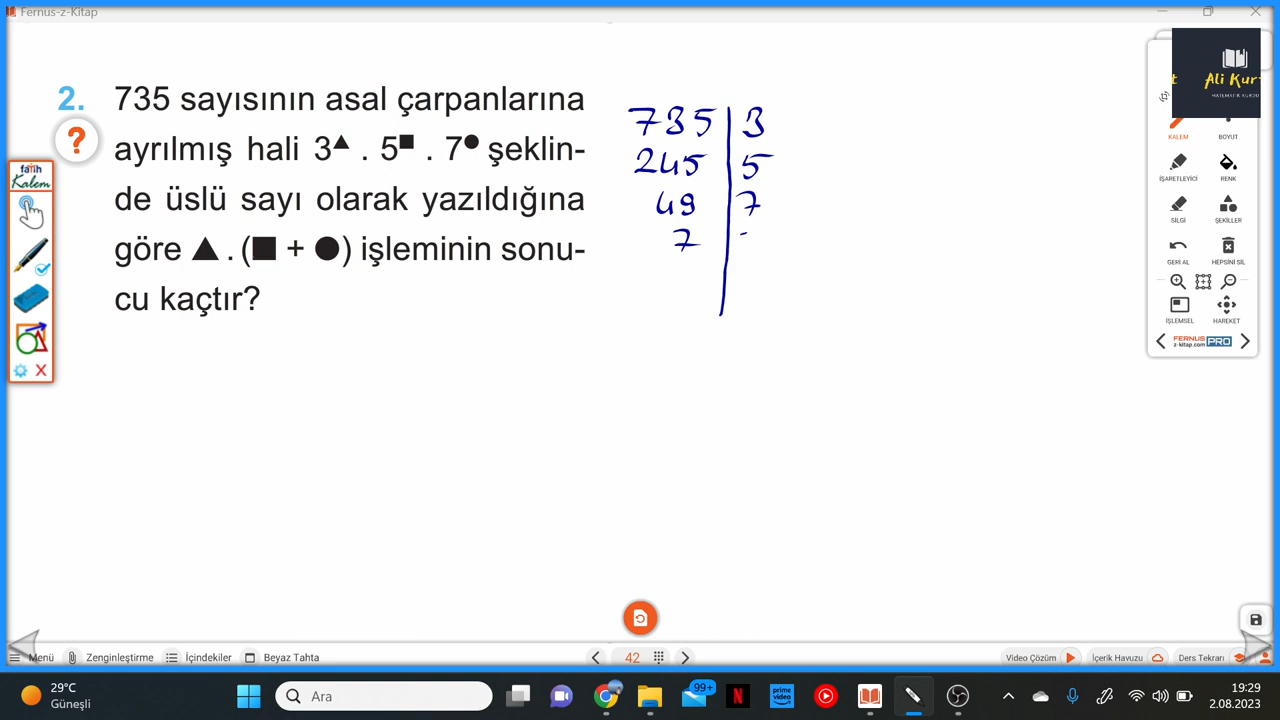 Fernus-z-Kitap
2. 735 sayısının asal çarpanlarına
ayrılmış hali 3▲ . 5■ . 7● şeklin-
de üslü sayı olarak yazıldığına
göre ▲ . (■ + ●) işleminin sonu-
cu kaçtır?
?
735 | 3
245 | 5
49 | 7
7
fatih
Kalem
Ali Kur
KALEM BOYUT
İŞARETLEYİCİ RENK
SİLGİ ŞEKİLLER
GERİ AL HEPSİNİ SİL
İŞLEMSEL HAREKET
FERNUS
z-kitap.com PRO
Menü Zenginleştirme İçindekiler Beyaz Tahta 42 Video Çözüm İçerik Havuzu Ders Tekrarı
29°C
Güneşli
Ara
99+
N
prime
video
19:29
2.08.2023